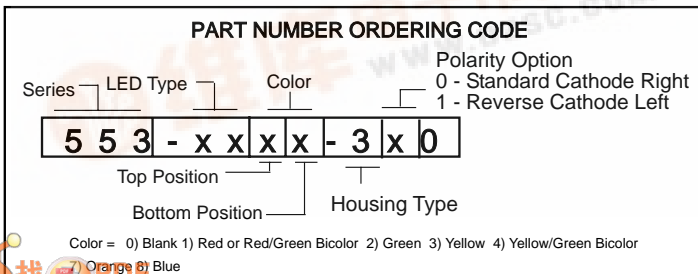 PART NUMBER ORDERING CODE
Polarity Option
0 - Standard Cathode Right
1 - Reverse Cathode Left
Series
LED Type
Color
5 5 3 - x x x x - 3 x 0
Top Position
Bottom Position
Housing Type
Color = 0) Blank 1) Red or Red/Green Bicolor 2) Green 3) Yellow 4) Yellow/Green Bicolor
7) Orange 8) Blue